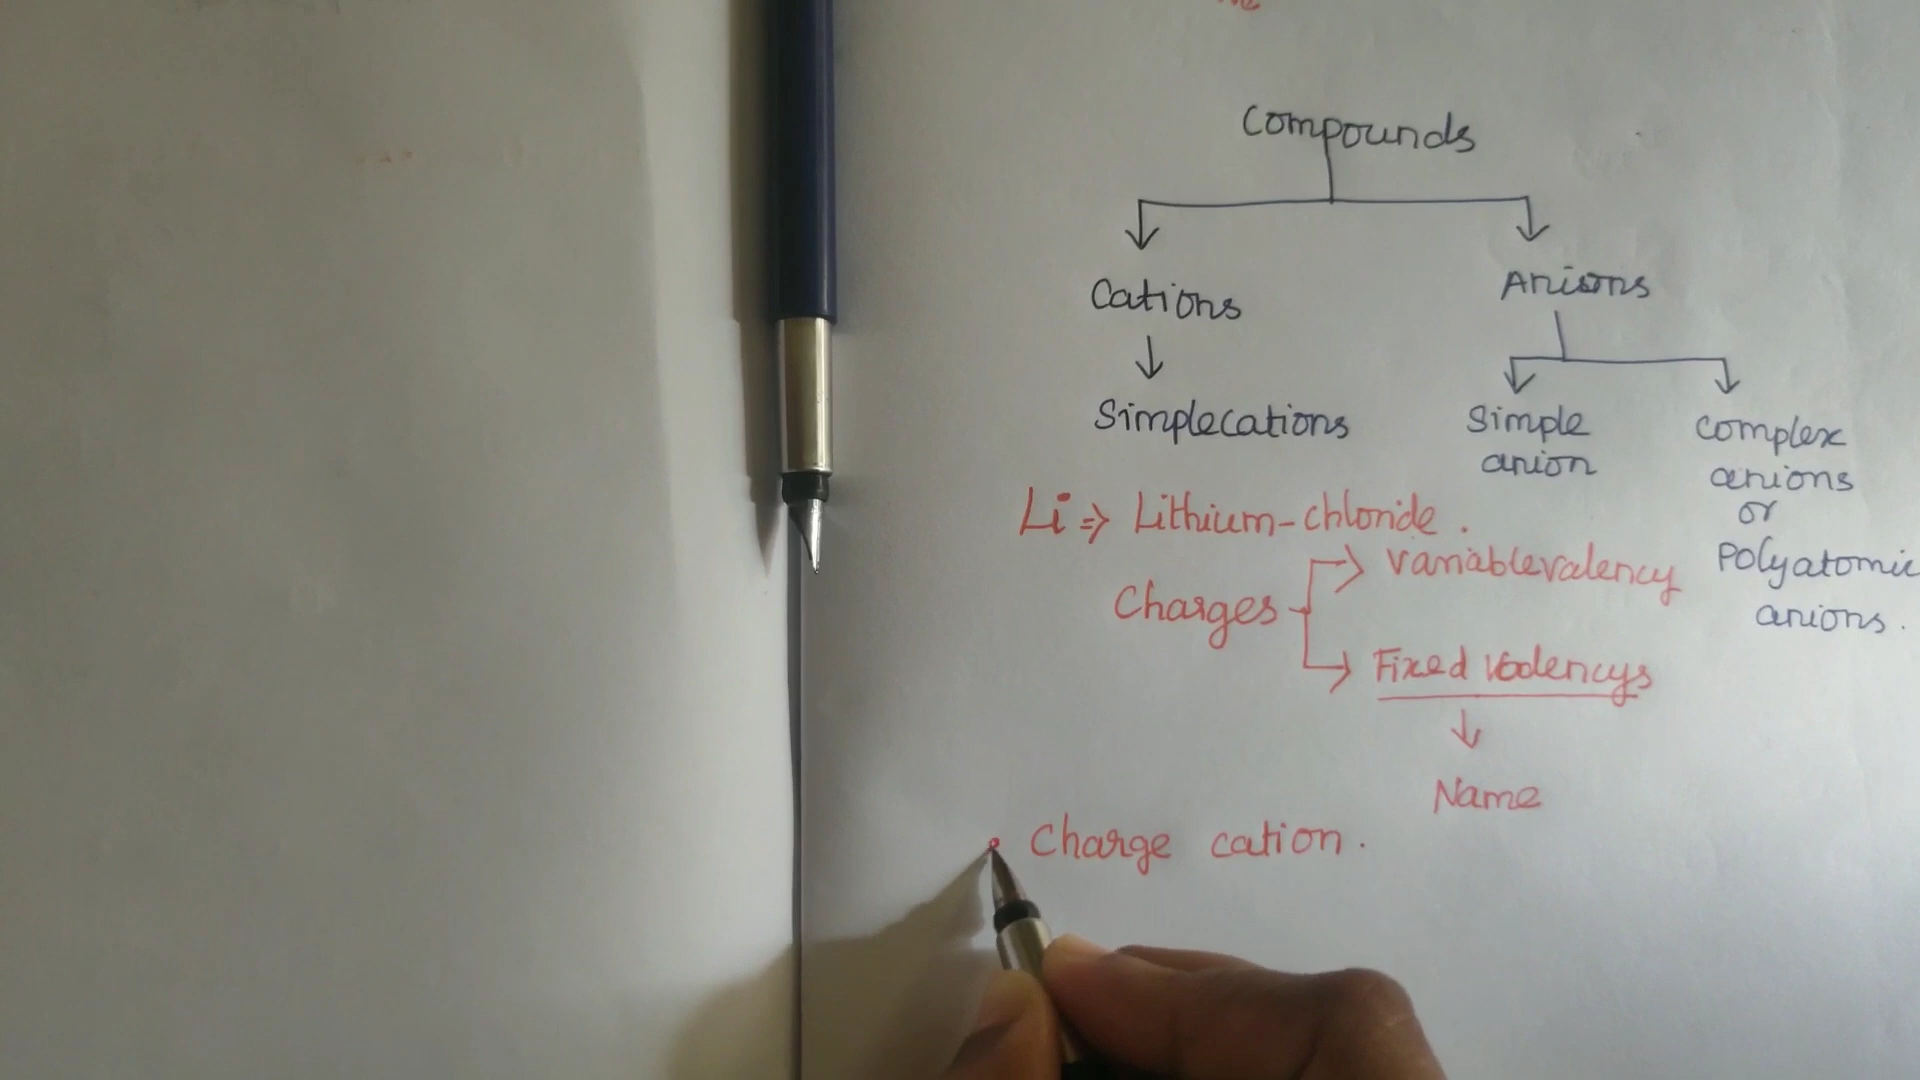 Compounds
Cations
Anions
Simplecations
Simple
anion
Complex
anions
or
Polyatomic
anions.
Li => Lithium-chloride.
Charges
variablevalency
Fixed valencys
Name
Charge cation.